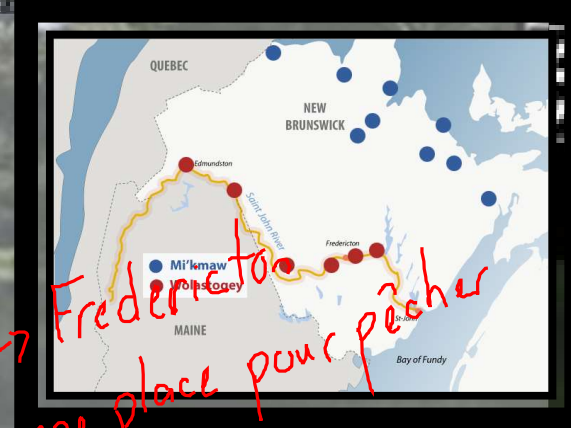 QUEBEC
NEW
BRUNSWICK
Edmundston
Saint John River
Fredericton
Mi'kmaw
Wolastoqey
St-John
MAINE
Bay of Fundy
Fredericton
place pour pêcher